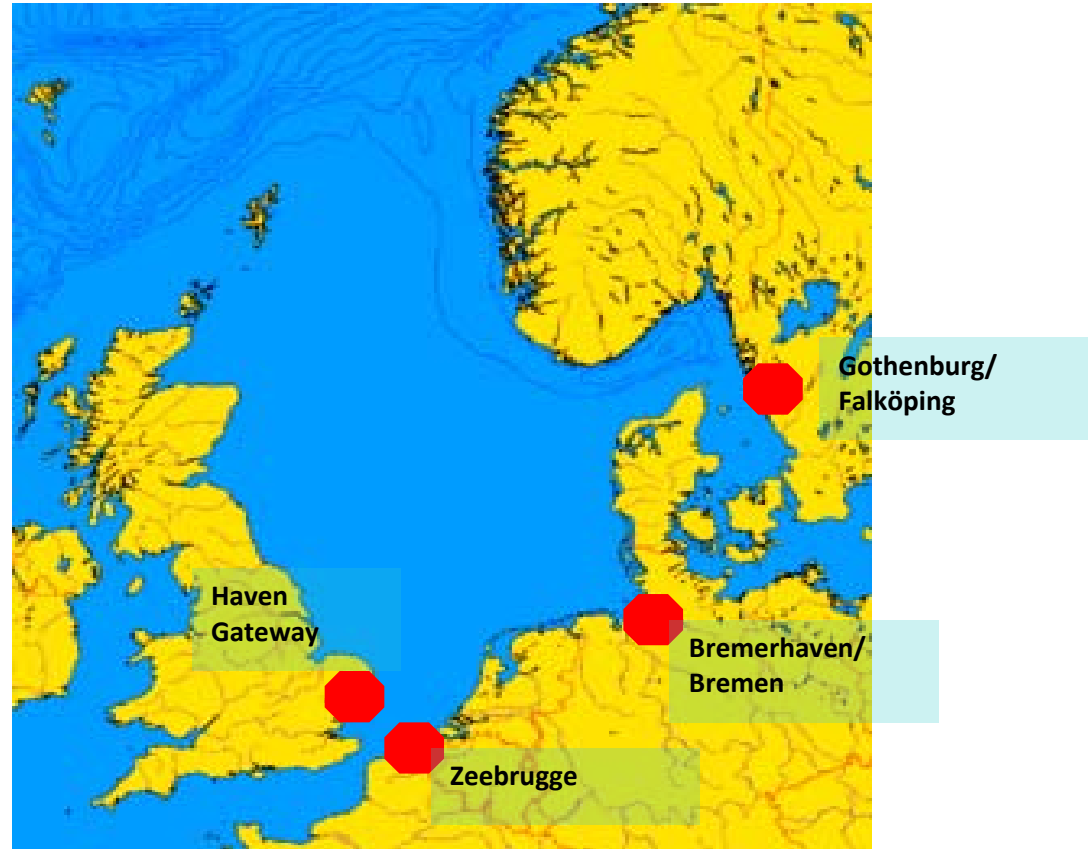 Gothenburg/
Falköping
Haven
Gateway
Bremerhaven/
Bremen
Zeebrugge